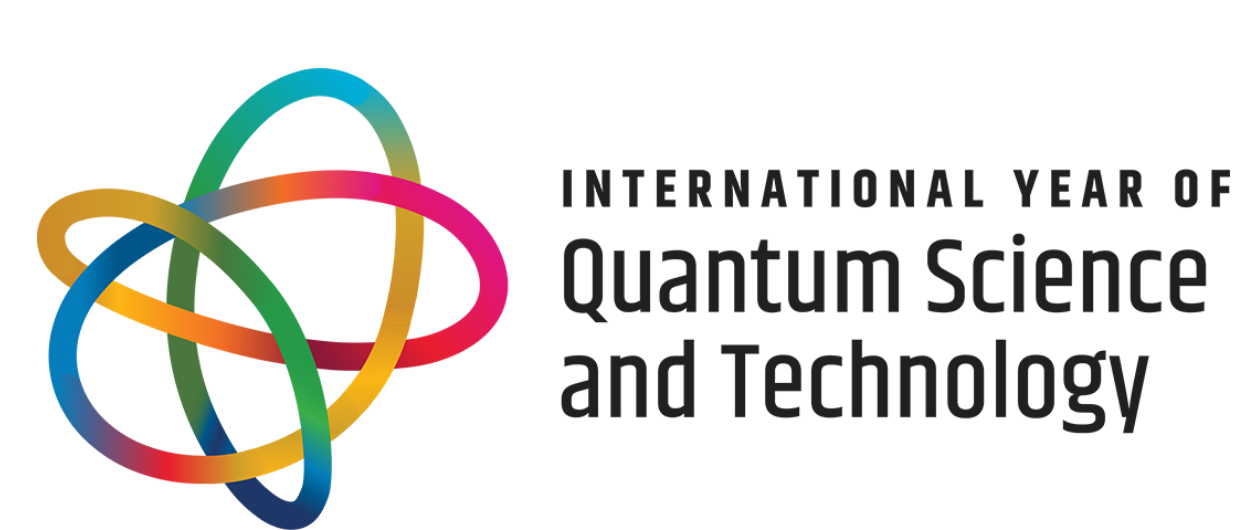 INTERNATIONAL YEAR OF
Quantum Science
and Technology